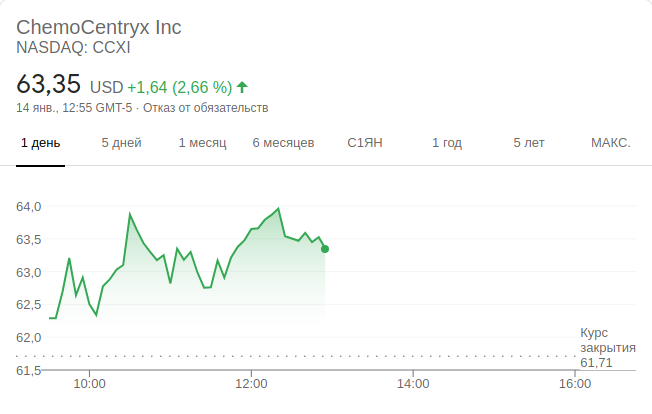 ChemoCentryx Inc
NASDAQ: CCXI
63,35 USD +1,64 (2,66 %)
14 янв., 12:55 GMT-5 · Отказ от обязательств
1 день 5 дней 1 месяц 6 месяцев С1ЯН 1 год 5 лет МАКС.
64,0
63,5
63,0
62,5
62,0
61,5
Курс
закрытия
61,71
10:00 12:00 14:00 16:00